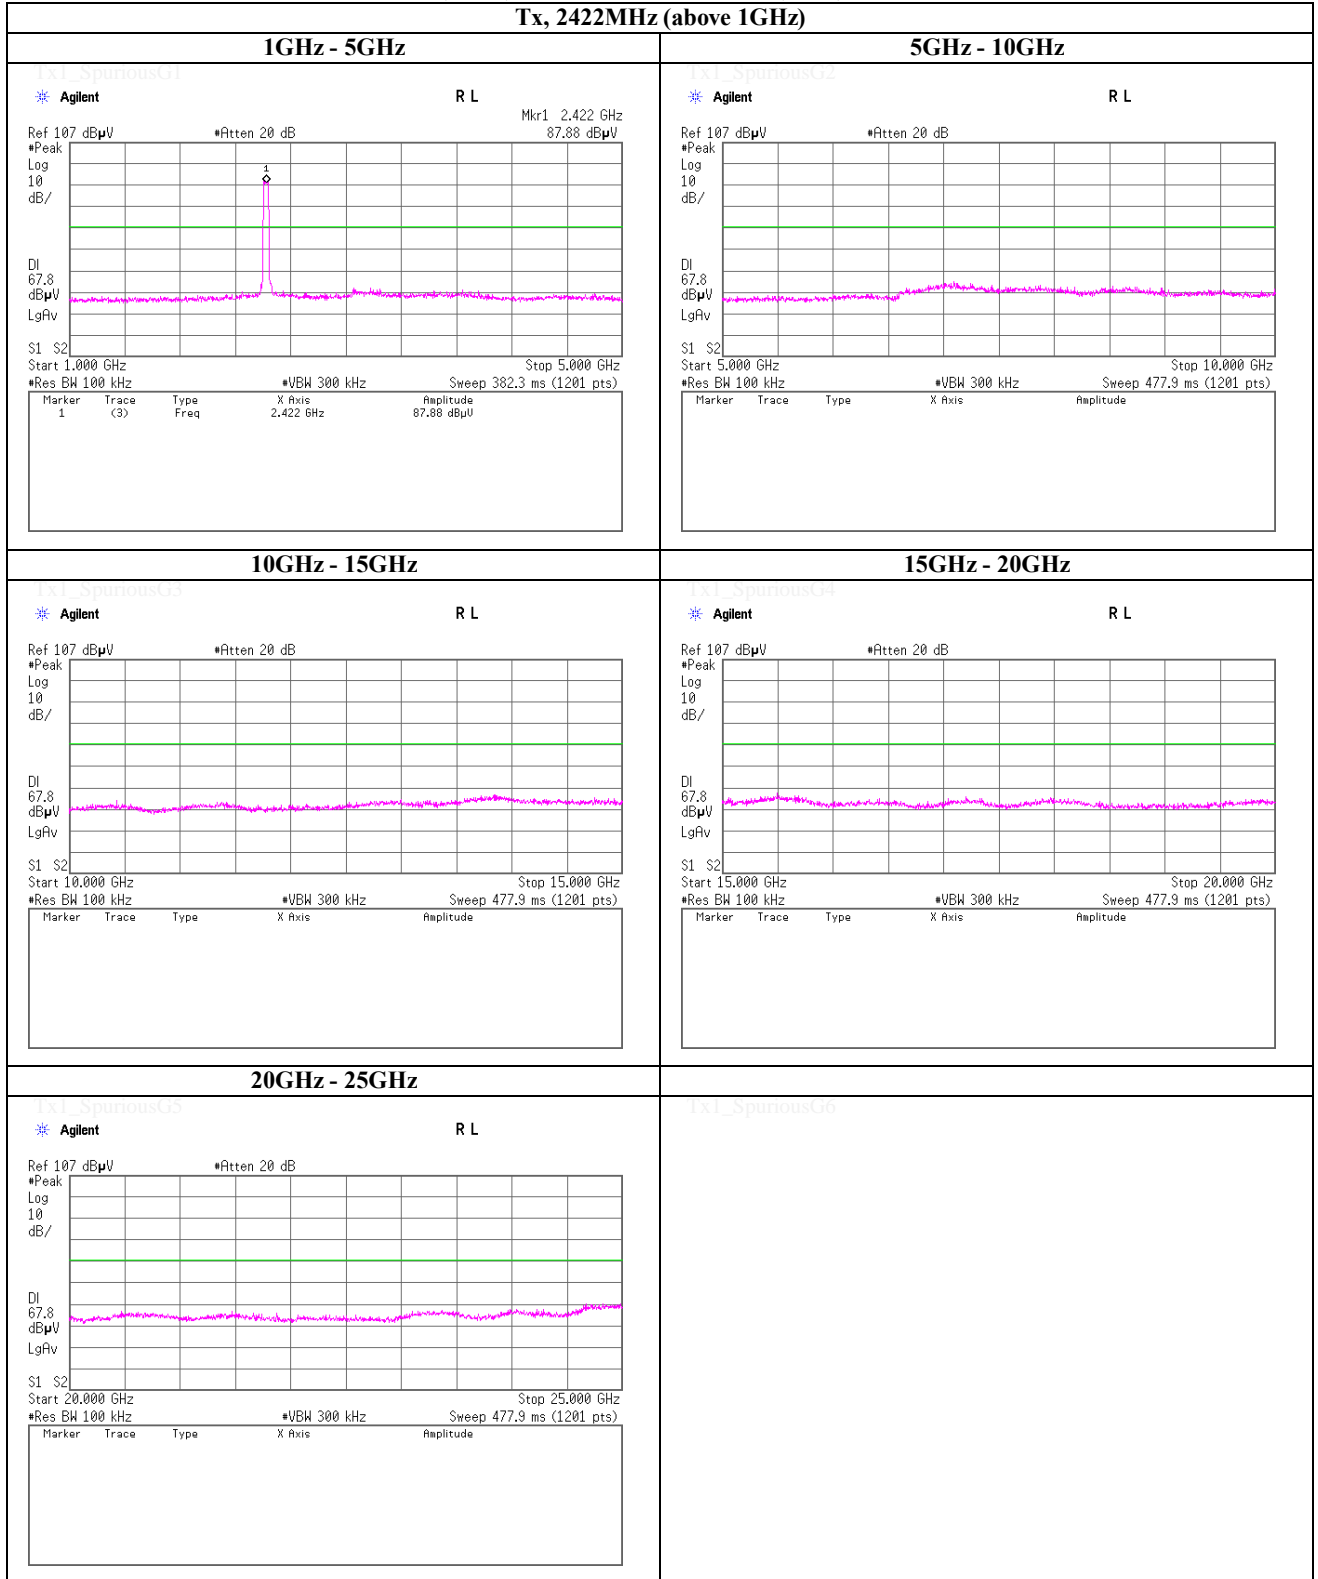 Tx, 2422MHz (above 1GHz)
1GHz - 5GHz
5GHz - 10GHz
Tx1_SpuriousG1
Agilent
R L
Mkr1 2.422 GHz
Ref 107 dBµV
#Atten 20 dB
87.88 dBµV
#Peak
Log
10
dB/
1
DI
67.8
dBµV
LgAv
S1 S2
Start 1.000 GHz
Stop 5.000 GHz
#Res BW 100 kHz
#VBW 300 kHz
Sweep 382.3 ms (1201 pts)
Marker Trace Type X Axis Amplitude
1 (3) Freq 2.422 GHz 87.88 dBµV
Tx1_SpuriousG2
Agilent
R L
Ref 107 dBµV
#Atten 20 dB
#Peak
Log
10
dB/
DI
67.8
dBµV
LgAv
S1 S2
Start 5.000 GHz
Stop 10.000 GHz
#Res BW 100 kHz
#VBW 300 kHz
Sweep 477.9 ms (1201 pts)
Marker Trace Type X Axis Amplitude
10GHz - 15GHz
15GHz - 20GHz
Tx1_SpuriousG3
Agilent
R L
Ref 107 dBµV
#Atten 20 dB
#Peak
Log
10
dB/
DI
67.8
dBµV
LgAv
S1 S2
Start 10.000 GHz
Stop 15.000 GHz
#Res BW 100 kHz
#VBW 300 kHz
Sweep 477.9 ms (1201 pts)
Marker Trace Type X Axis Amplitude
Tx1_SpuriousG4
Agilent
R L
Ref 107 dBµV
#Atten 20 dB
#Peak
Log
10
dB/
DI
67.8
dBµV
LgAv
S1 S2
Start 15.000 GHz
Stop 20.000 GHz
#Res BW 100 kHz
#VBW 300 kHz
Sweep 477.9 ms (1201 pts)
Marker Trace Type X Axis Amplitude
20GHz - 25GHz
Tx1_SpuriousG5
Agilent
R L
Ref 107 dBµV
#Atten 20 dB
#Peak
Log
10
dB/
DI
67.8
dBµV
LgAv
S1 S2
Start 20.000 GHz
Stop 25.000 GHz
#Res BW 100 kHz
#VBW 300 kHz
Sweep 477.9 ms (1201 pts)
Marker Trace Type X Axis Amplitude
Tx1_SpuriousG6